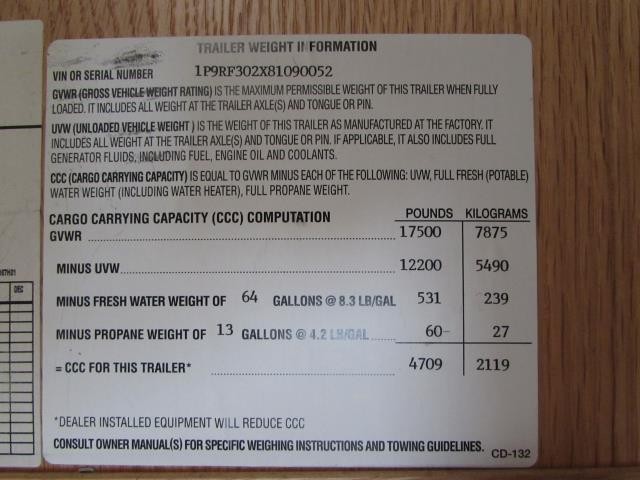 TRAILER WEIGHT INFORMATION
VIN OR SERIAL NUMBER 1P9RF302X81090052
GVWR (GROSS VEHICLE WEIGHT RATING) IS THE MAXIMUM PERMISSIBLE WEIGHT OF THIS TRAILER WHEN FULLY
LOADED. IT INCLUDES ALL WEIGHT AT THE TRAILER AXLE(S) AND TONGUE OR PIN.
UVW (UNLOADED VEHICLE WEIGHT ) IS THE WEIGHT OF THIS TRAILER AS MANUFACTURED AT THE FACTORY. IT
INCLUDES ALL WEIGHT AT THE TRAILER AXLE(S) AND TONGUE OR PIN. IF APPLICABLE, IT ALSO INCLUDES FULL
GENERATOR FLUIDS, INCLUDING FUEL, ENGINE OIL AND COOLANTS.
CCC (CARGO CARRYING CAPACITY) IS EQUAL TO GVWR MINUS EACH OF THE FOLLOWING: UVW, FULL FRESH (POTABLE)
WATER WEIGHT (INCLUDING WATER HEATER), FULL PROPANE WEIGHT.
CARGO CARRYING CAPACITY (CCC) COMPUTATION POUNDS KILOGRAMS
GVWR 17500 7875
MINUS UVW 12200 5490
MINUS FRESH WATER WEIGHT OF 64 GALLONS @ 8.3 LB/GAL 531 239
MINUS PROPANE WEIGHT OF 13 GALLONS @ 4.2 LB/GAL 60- 27
= CCC FOR THIS TRAILER* 4709 2119
*DEALER INSTALLED EQUIPMENT WILL REDUCE CCC
CONSULT OWNER MANUAL(S) FOR SPECIFIC WEIGHING INSTRUCTIONS AND TOWING GUIDELINES. CD-132
DEC